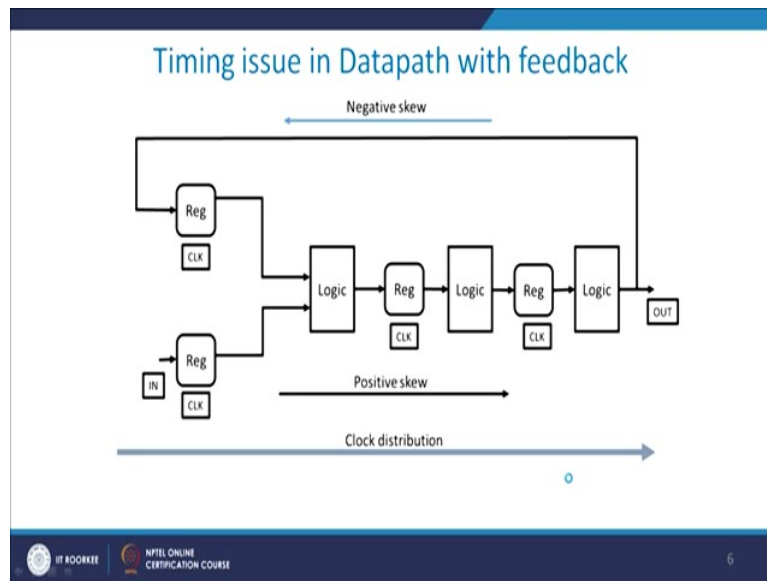 Timing issue in Datapath with feedback
Negative skew
Reg
CLK
Logic
Reg
Logic
Reg
Logic
CLK
CLK
OUT
Reg
IN
CLK
Positive skew
Clock distribution
IIT ROORKEE
NPTEL ONLINE
CERTIFICATION COURSE
6